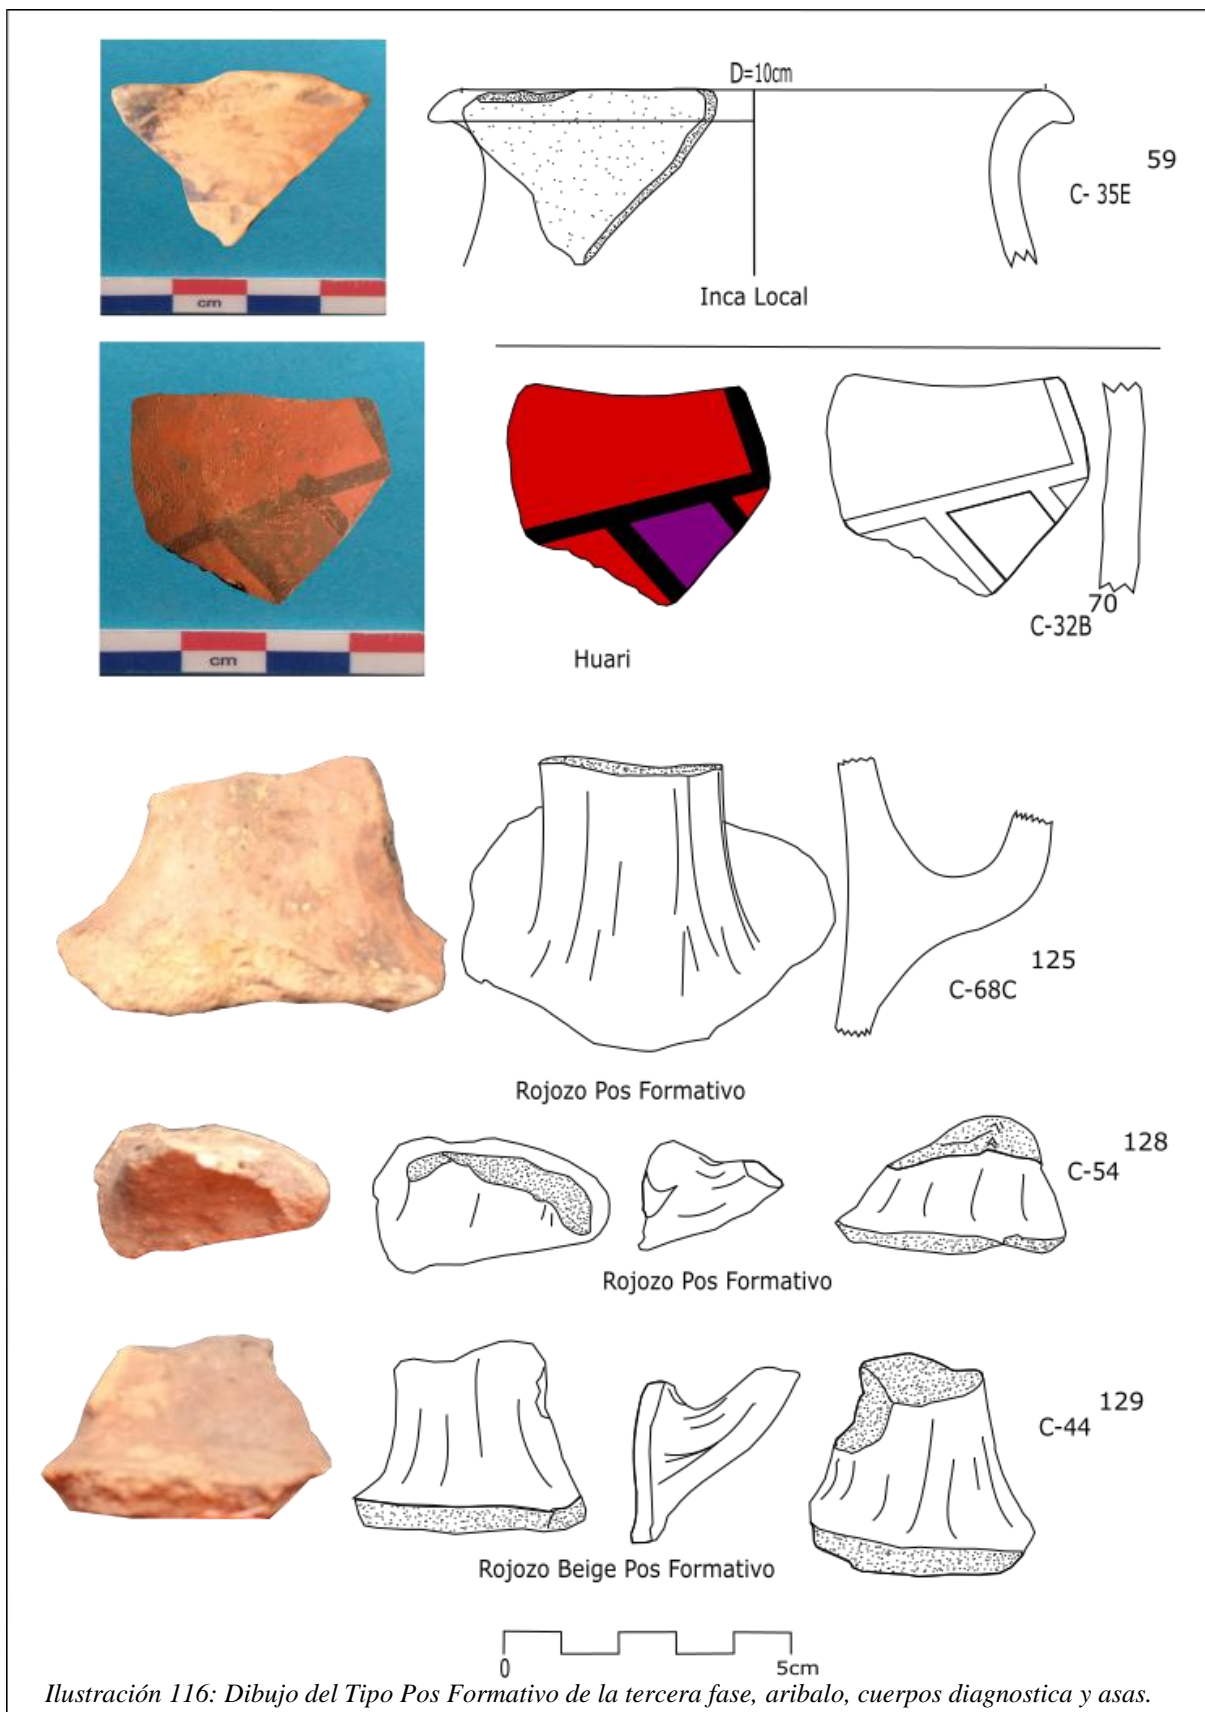 D=10cm
59
C- 35E
cm
Inca Local
70
C-32B
cm
Huari
125
C-68C
Rojozo Pos Formativo
128
C-54
Rojozo Pos Formativo
129
C-44
Rojozo Beige Pos Formativo
0 5cm
Ilustración 116: Dibujo del Tipo Pos Formativo de la tercera fase, aribalo, cuerpos diagnostica y asas.